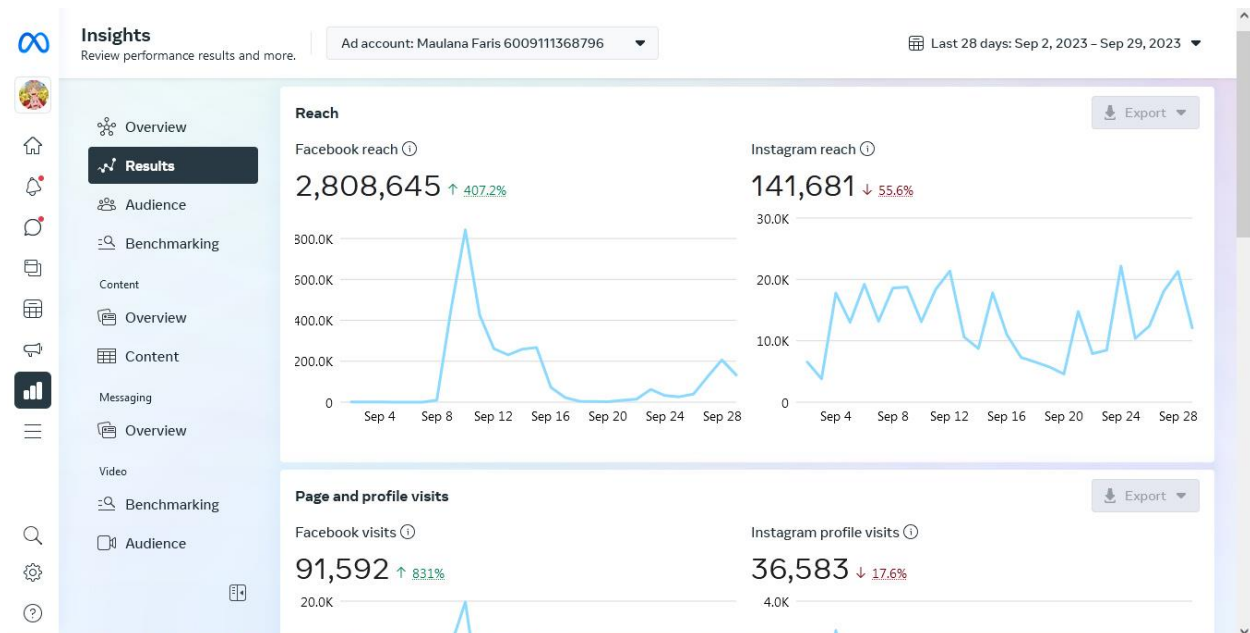 Insights
Review performance results and more.
Ad account: Maulana Faris 6009111368796
Last 28 days: Sep 2, 2023 – Sep 29, 2023
Overview
Results
Audience
Benchmarking
Content
Overview
Content
Messaging
Overview
Video
Benchmarking
Audience
Reach
Export
Facebook reach
2,808,645 ↑ 407.2%
800.0K
600.0K
400.0K
200.0K
0
Sep 4 Sep 8 Sep 12 Sep 16 Sep 20 Sep 24 Sep 28
Instagram reach
141,681 ↓ 55.6%
30.0K
20.0K
10.0K
0
Sep 4 Sep 8 Sep 12 Sep 16 Sep 20 Sep 24 Sep 28
Page and profile visits
Export
Facebook visits
91,592 ↑ 831%
20.0K
Instagram profile visits
36,583 ↓ 17.6%
4.0K